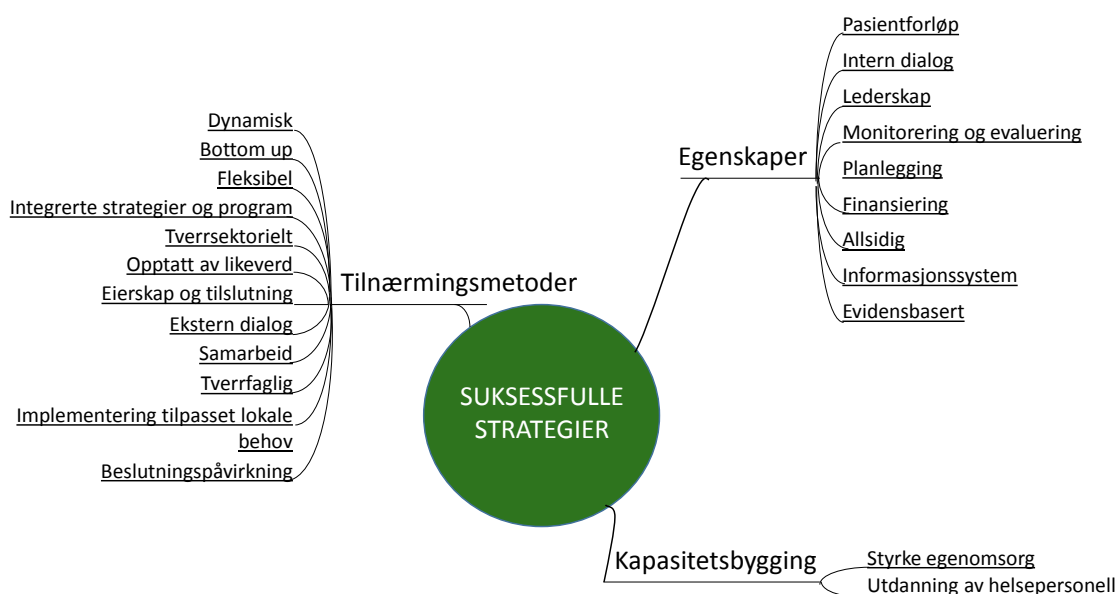 Dynamisk
Bottom up
Fleksibel
Integrerte strategier og program
Tverrsektorielt
Opptatt av likeverd
Eierskap og tilslutning
Ekstern dialog
Samarbeid
Tverrfaglig
Implementering tilpasset lokale
behov
Beslutningspåvirkning
Tilnærmingsmetoder
SUKSESSFULLE
STRATEGIER
Egenskaper
Pasientforløp
Intern dialog
Lederskap
Monitorering og evaluering
Planlegging
Finansiering
Allsidig
Informasjonssystem
Evidensbasert
Kapasitetsbygging
Styrke egenomsorg
Utdanning av helsepersonell